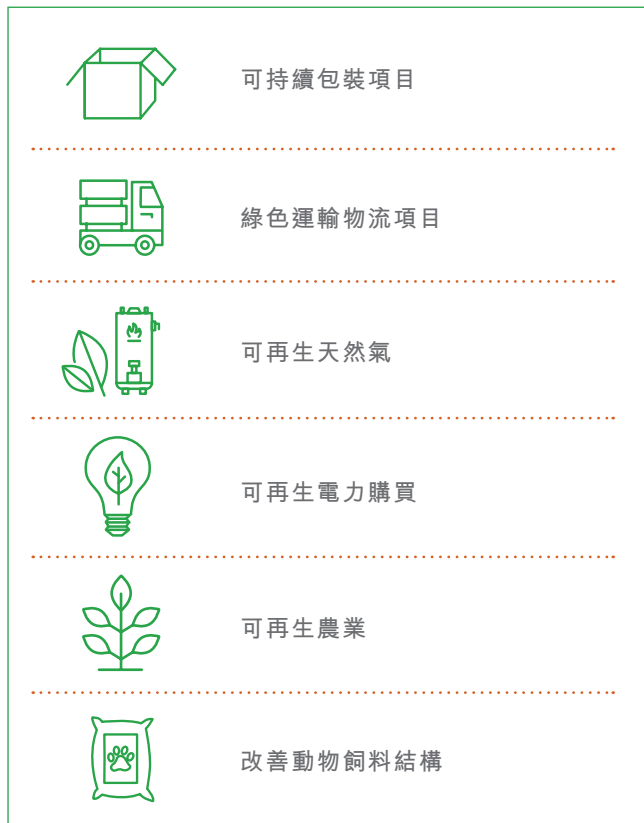 可持續包裝項目
綠色運輸物流項目
可再生天然氣
可再生電力購買
可再生農業
改善動物飼料結構